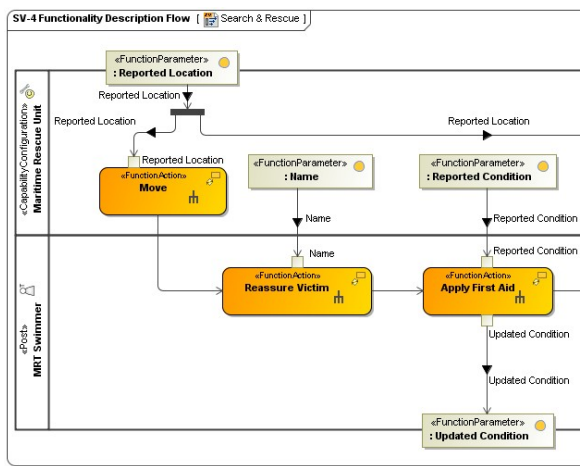 SV-4 Functionality Description Flow [ Search & Rescue ]
«FunctionParameter»
: Reported Location
Reported Location
Reported Location
Reported Location
Reported Location
«CapabilityConfiguration»
Maritime Rescue Unit
«FunctionAction»
Move
«FunctionParameter»
: Name
«FunctionParameter»
: Reported Condition
Name
Reported Condition
«Post»
MRT Swimmer
Name
Reported Condition
«FunctionAction»
Reassure Victim
«FunctionAction»
Apply First Aid
Updated Condition
Updated Condition
«FunctionParameter»
: Updated Condition